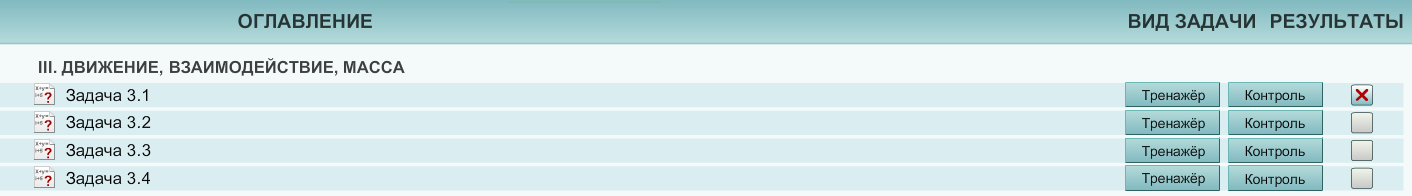 ОГЛАВЛЕНИЕ ВИД ЗАДАЧИ РЕЗУЛЬТАТЫ
III. ДВИЖЕНИЕ, ВЗАИМОДЕЙСТВИЕ, МАССА
Задача 3.1 Тренажёр Контроль
Задача 3.2 Тренажёр Контроль
Задача 3.3 Тренажёр Контроль
Задача 3.4 Тренажёр Контроль